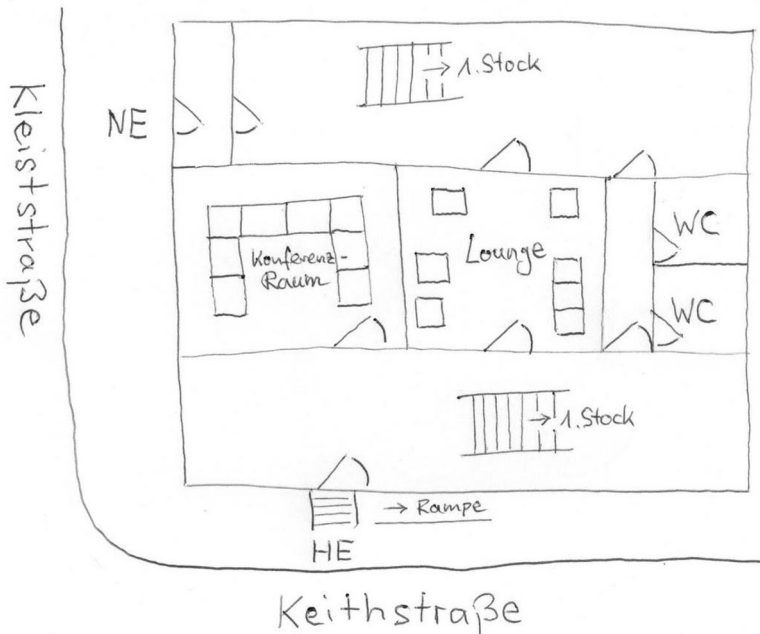 → 1.Stock
Kleiststraße
NE
WC
Konferenz-
Raum
Lounge
WC
→ 1.Stock
→ Rampe
HE
Keithstraße